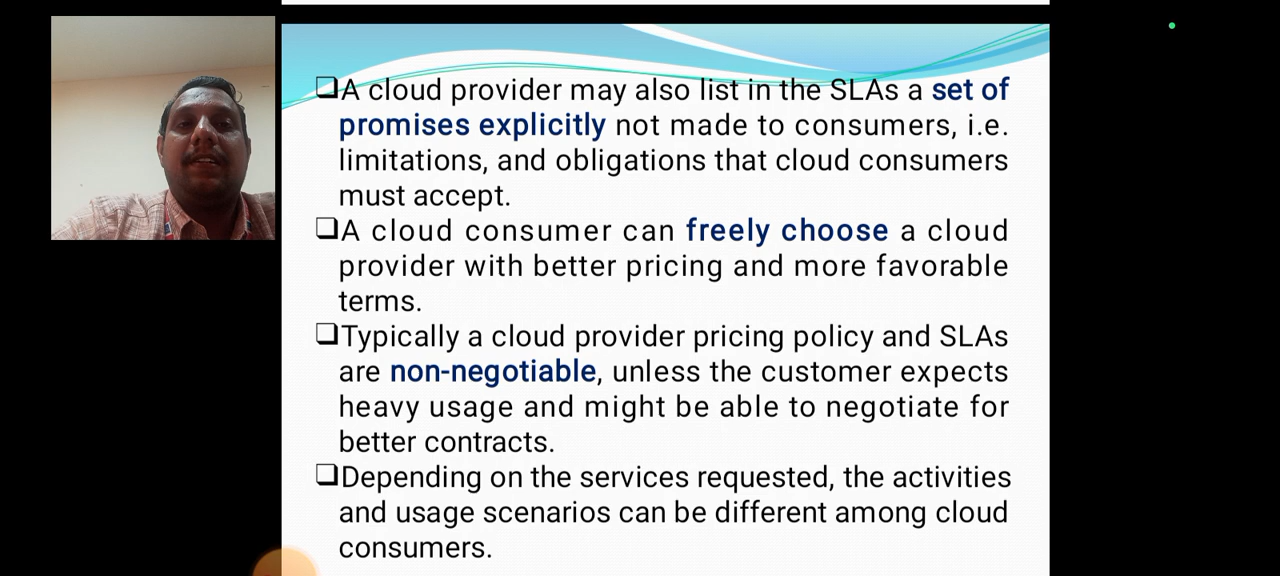 ❑A cloud provider may also list in the SLAs a set of
promises explicitly not made to consumers, i.e.
limitations, and obligations that cloud consumers
must accept.
❑A cloud consumer can freely choose a cloud
provider with better pricing and more favorable
terms.
❑Typically a cloud provider pricing policy and SLAs
are non-negotiable, unless the customer expects
heavy usage and might be able to negotiate for
better contracts.
❑Depending on the services requested, the activities
and usage scenarios can be different among cloud
consumers.